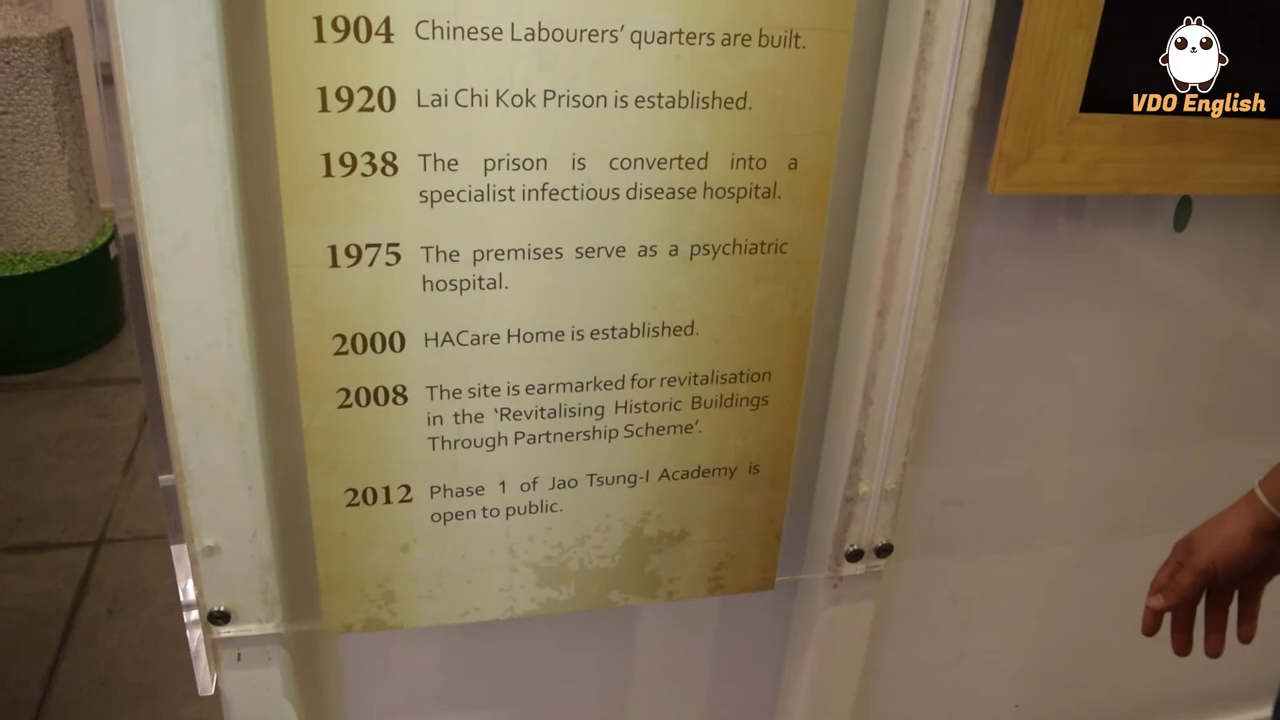 1904 Chinese Labourers' quarters are built.
1920 Lai Chi Kok Prison is established.
1938 The prison is converted into a
specialist infectious disease hospital.
1975 The premises serve as a psychiatric
hospital.
2000 HACare Home is established.
2008 The site is earmarked for revitalisation
in the 'Revitalising Historic Buildings
Through Partnership Scheme'.
2012 Phase 1 of Jao Tsung-I Academy is
open to public.
VDO English